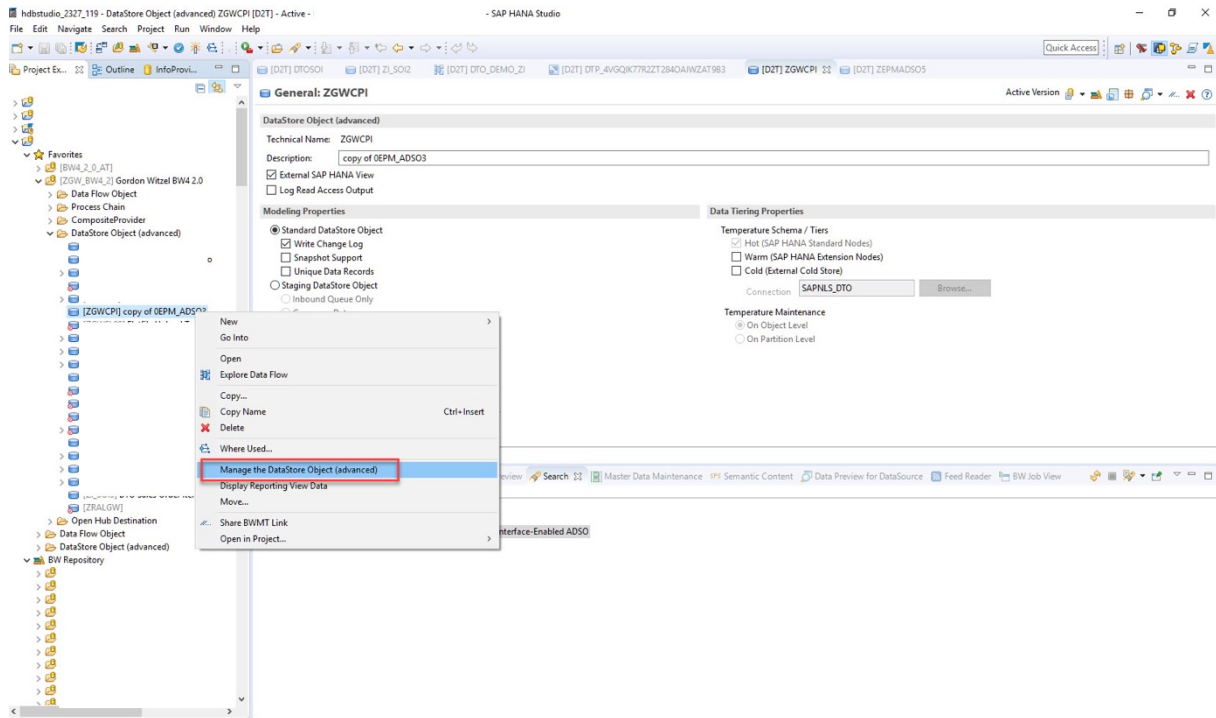 hdbstudio_2327_119 - DataStore Object (advanced) ZGWCPI [D2T] - Active - - SAP HANA Studio
File Edit Navigate Search Project Run Window Help
Quick Access
Project Ex... Outline InfoProvi...
[D2T] DTOSOI [D2T] ZI_SOI2 [D2T] DTO_DEMO_ZI [D2T] DTP_4VGQIK77R2ZT284OAIWZAT9B3 [D2T] ZGWCPI [D2T] ZEPMADSO5
General: ZGWCPI
Active Version
DataStore Object (advanced)
Technical Name: ZGWCPI
Description: copy of 0EPM_ADSO3
External SAP HANA View
Log Read Access Output
Modeling Properties
Standard DataStore Object
Write Change Log
Snapshot Support
Unique Data Records
Staging DataStore Object
Inbound Queue Only
Data Tiering Properties
Temperature Schema / Tiers
Hot (SAP HANA Standard Nodes)
Warm (SAP HANA Extension Nodes)
Cold (External Cold Store)
Connection SAPNLS_DTO Browse...
Temperature Maintenance
On Object Level
On Partition Level
Favorites
[BW4_2_0_AT]
[ZGW_BW4_2] Gordon Witzel BW4 2.0
Data Flow Object
Process Chain
CompositeProvider
DataStore Object (advanced)
[ZGWCPI] copy of 0EPM_ADSO3
[ZRALGW]
Open Hub Destination
Data Flow Object
DataStore Object (advanced)
BW Repository
New
Go Into
Open
Explore Data Flow
Copy...
Copy Name Ctrl+Insert
Delete
Where Used...
Manage the DataStore Object (advanced)
Display Reporting View Data
Move...
Share BWMT Link
Open in Project...
eview Search Master Data Maintenance Semantic Content Data Preview for DataSource Feed Reader BW Job View
nterface-Enabled ADSO